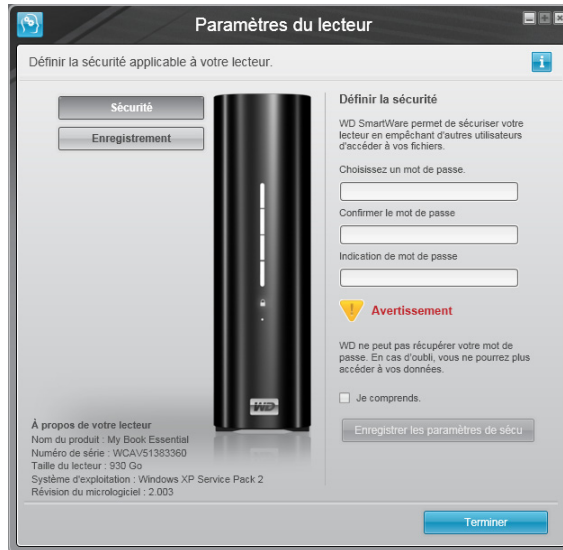 Paramètres du lecteur
Définir la sécurité applicable à votre lecteur.
i
Sécurité
Enregistrement
WD
À propos de votre lecteur
Nom du produit : My Book Essential
Numéro de série : WCAV51383360
Taille du lecteur : 930 Go
Système d'exploitation : Windows XP Service Pack 2
Révision du micrologiciel : 2.003
Définir la sécurité
WD SmartWare permet de sécuriser votre
lecteur en empêchant d'autres utilisateurs
d'accéder à vos fichiers.
Choisissez un mot de passe.
Confirmer le mot de passe
Indication de mot de passe
! Avertissement
WD ne peut pas récupérer votre mot de
passe. En cas d'oubli, vous ne pourrez plus
accéder à vos données.
Je comprends.
Enregistrer les paramètres de sécu
Terminer